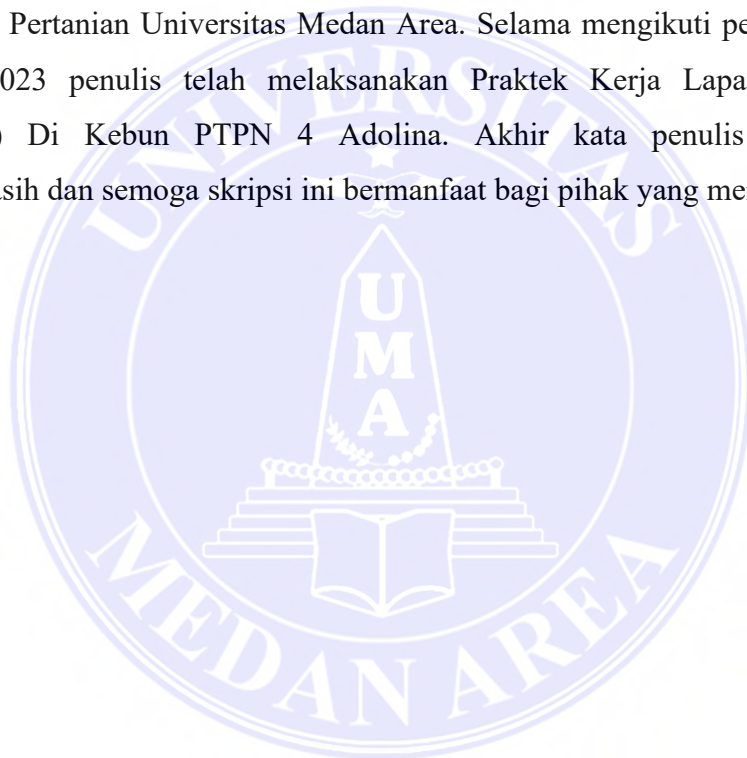 Pertanian Universitas Medan Area. Selama mengikuti pe
023 penulis telah melaksanakan Praktek Kerja Lapa
) Di Kebun PTPN 4 Adolina. Akhir kata penulis
asih dan semoga skripsi ini bermanfaat bagi pihak yang me
UNIVERSITAS
U
M
A
MEDAN AREA